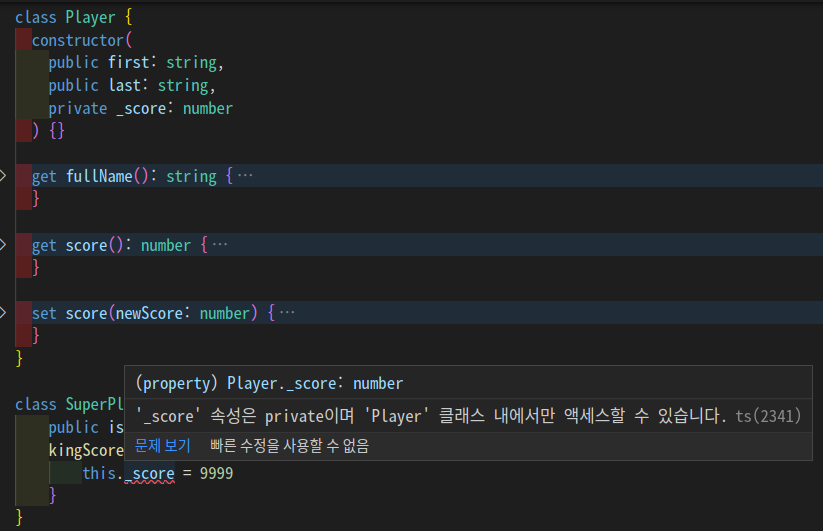 class Player {
constructor(
public first: string,
public last: string,
private _score: number
) {}
get fullName(): string { ⋯
}
get score(): number { ⋯
}
set score(newScore: number) { ⋯
}
}
(property) Player._score: number
'_score' 속성은 private이며 'Player' 클래스 내에서만 액세스할 수 있습니다. ts(2341)
문제 보기 빠른 수정을 사용할 수 없음
class SuperPl
public is
kingScore
this._score = 9999
}
}